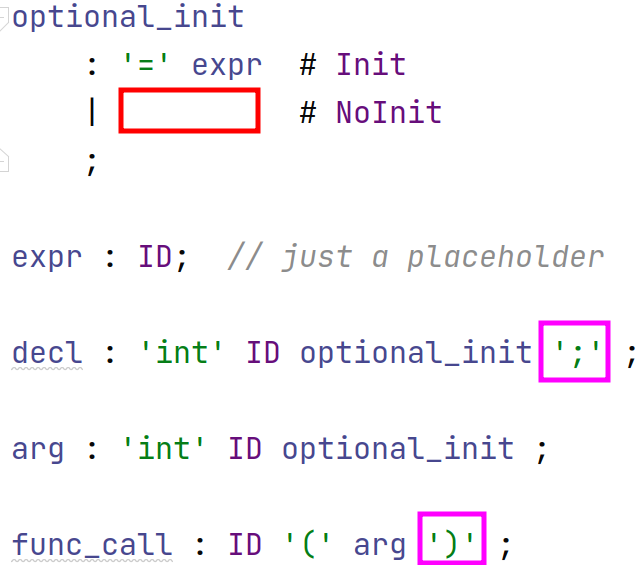 optional_init
: '=' expr # Init
| # NoInit
;
expr : ID; // just a placeholder
decl : 'int' ID optional_init ';' ;
arg : 'int' ID optional_init ;
func_call : ID '(' arg ')' ;